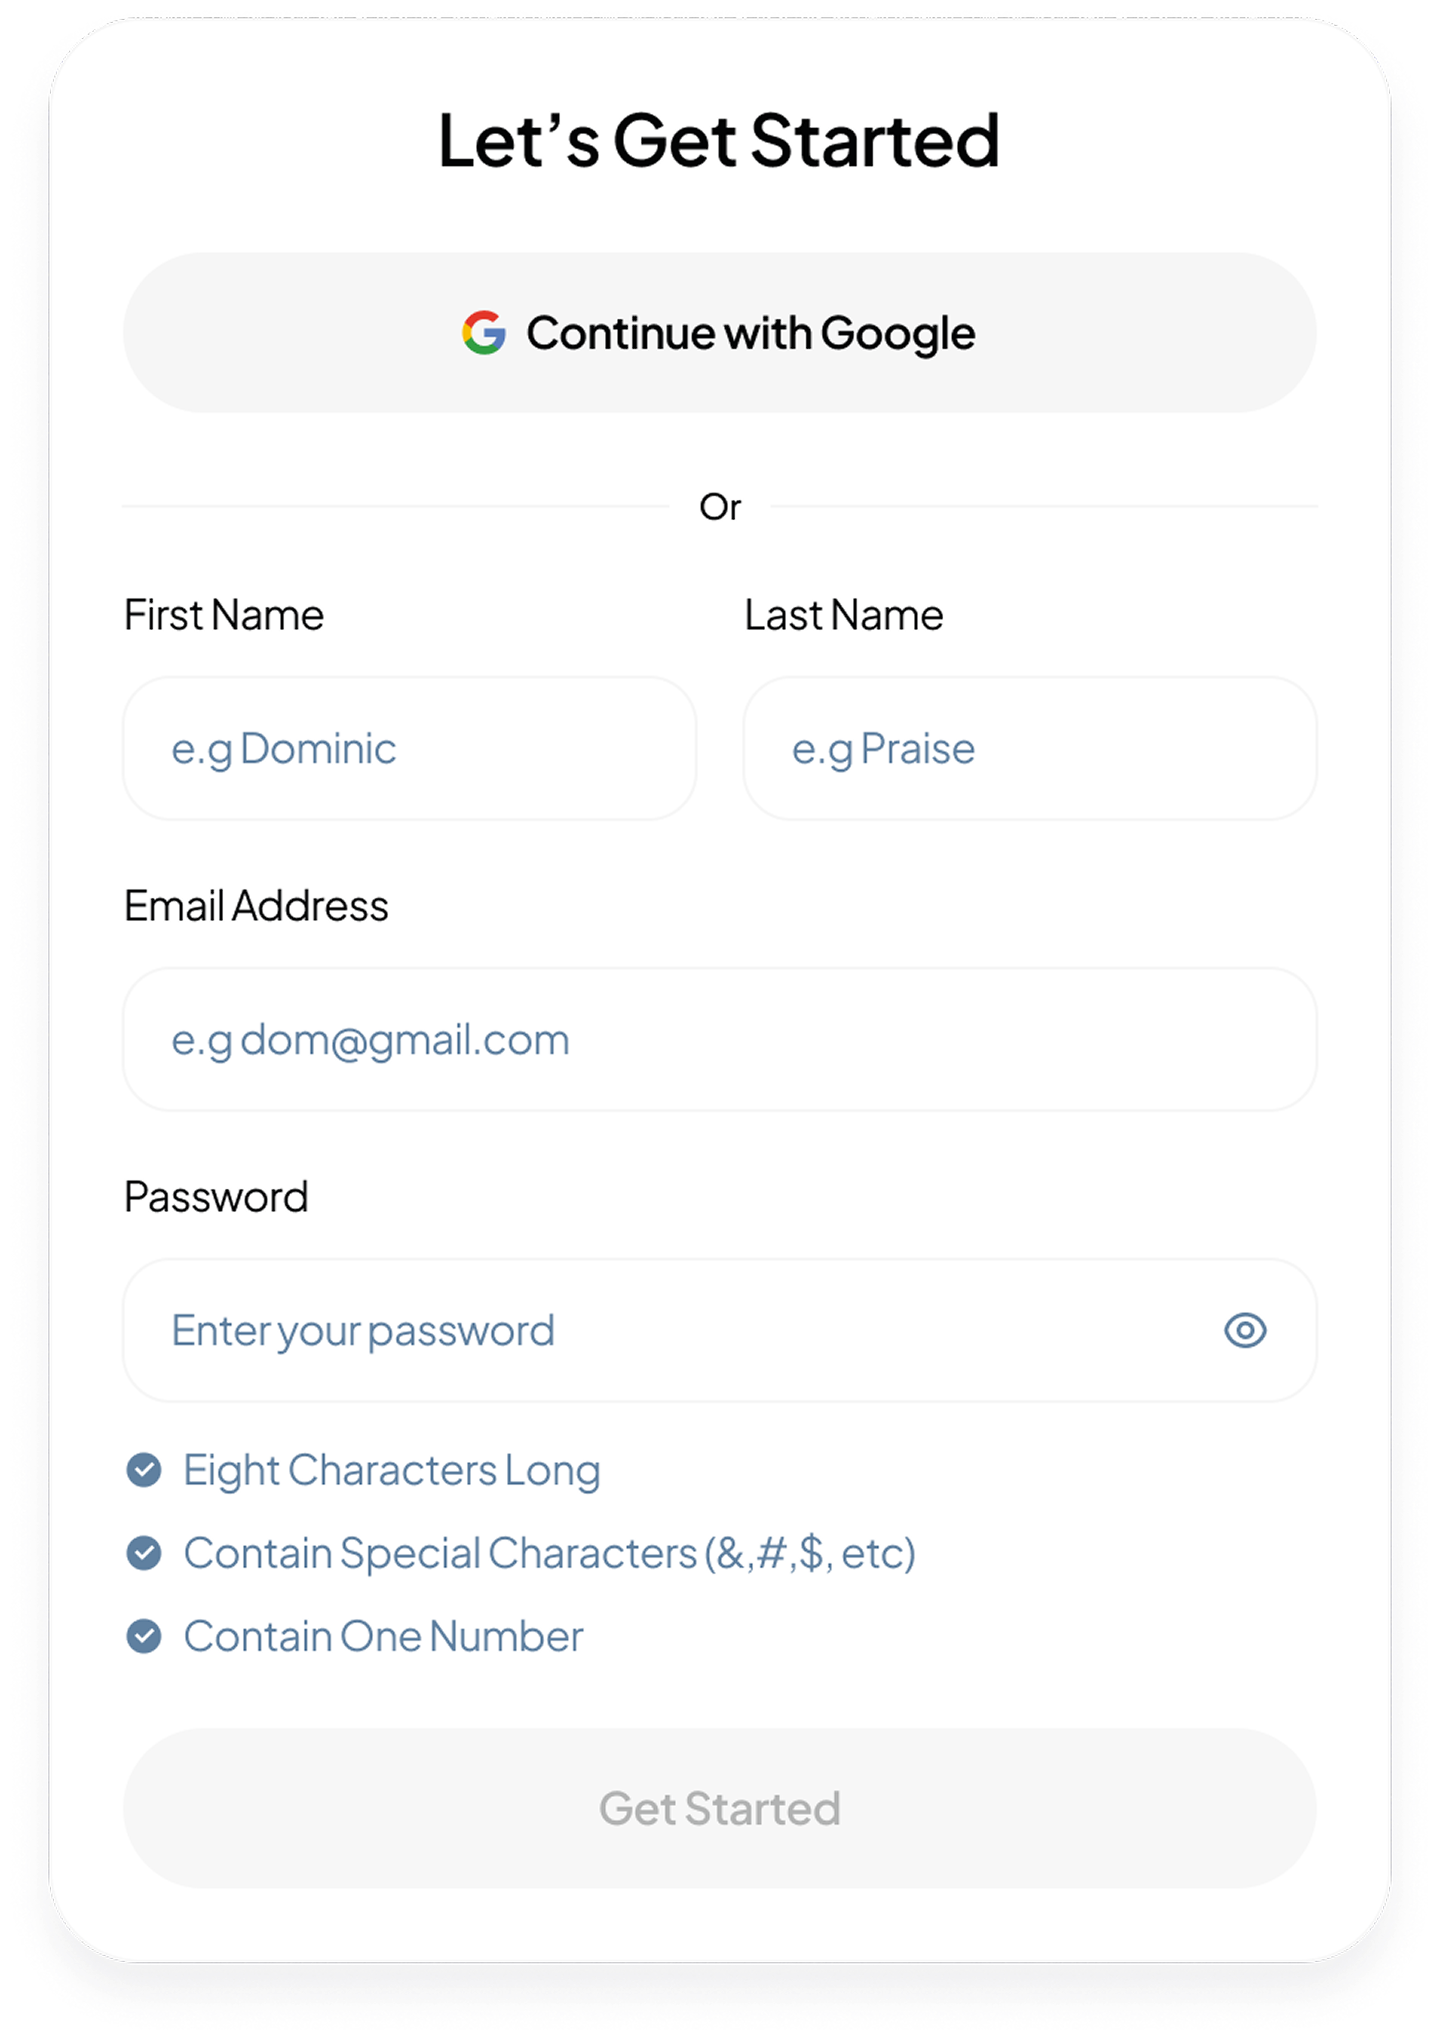 Let’s Get Started
Continue with Google
Or
First Name
Last Name
e.g Dominic
e.g Praise
Email Address
e.g dom@gmail.com
Password
Enter your password
Eight Characters Long
Contain Special Characters (&,#,$, etc)
Contain One Number
Get Started